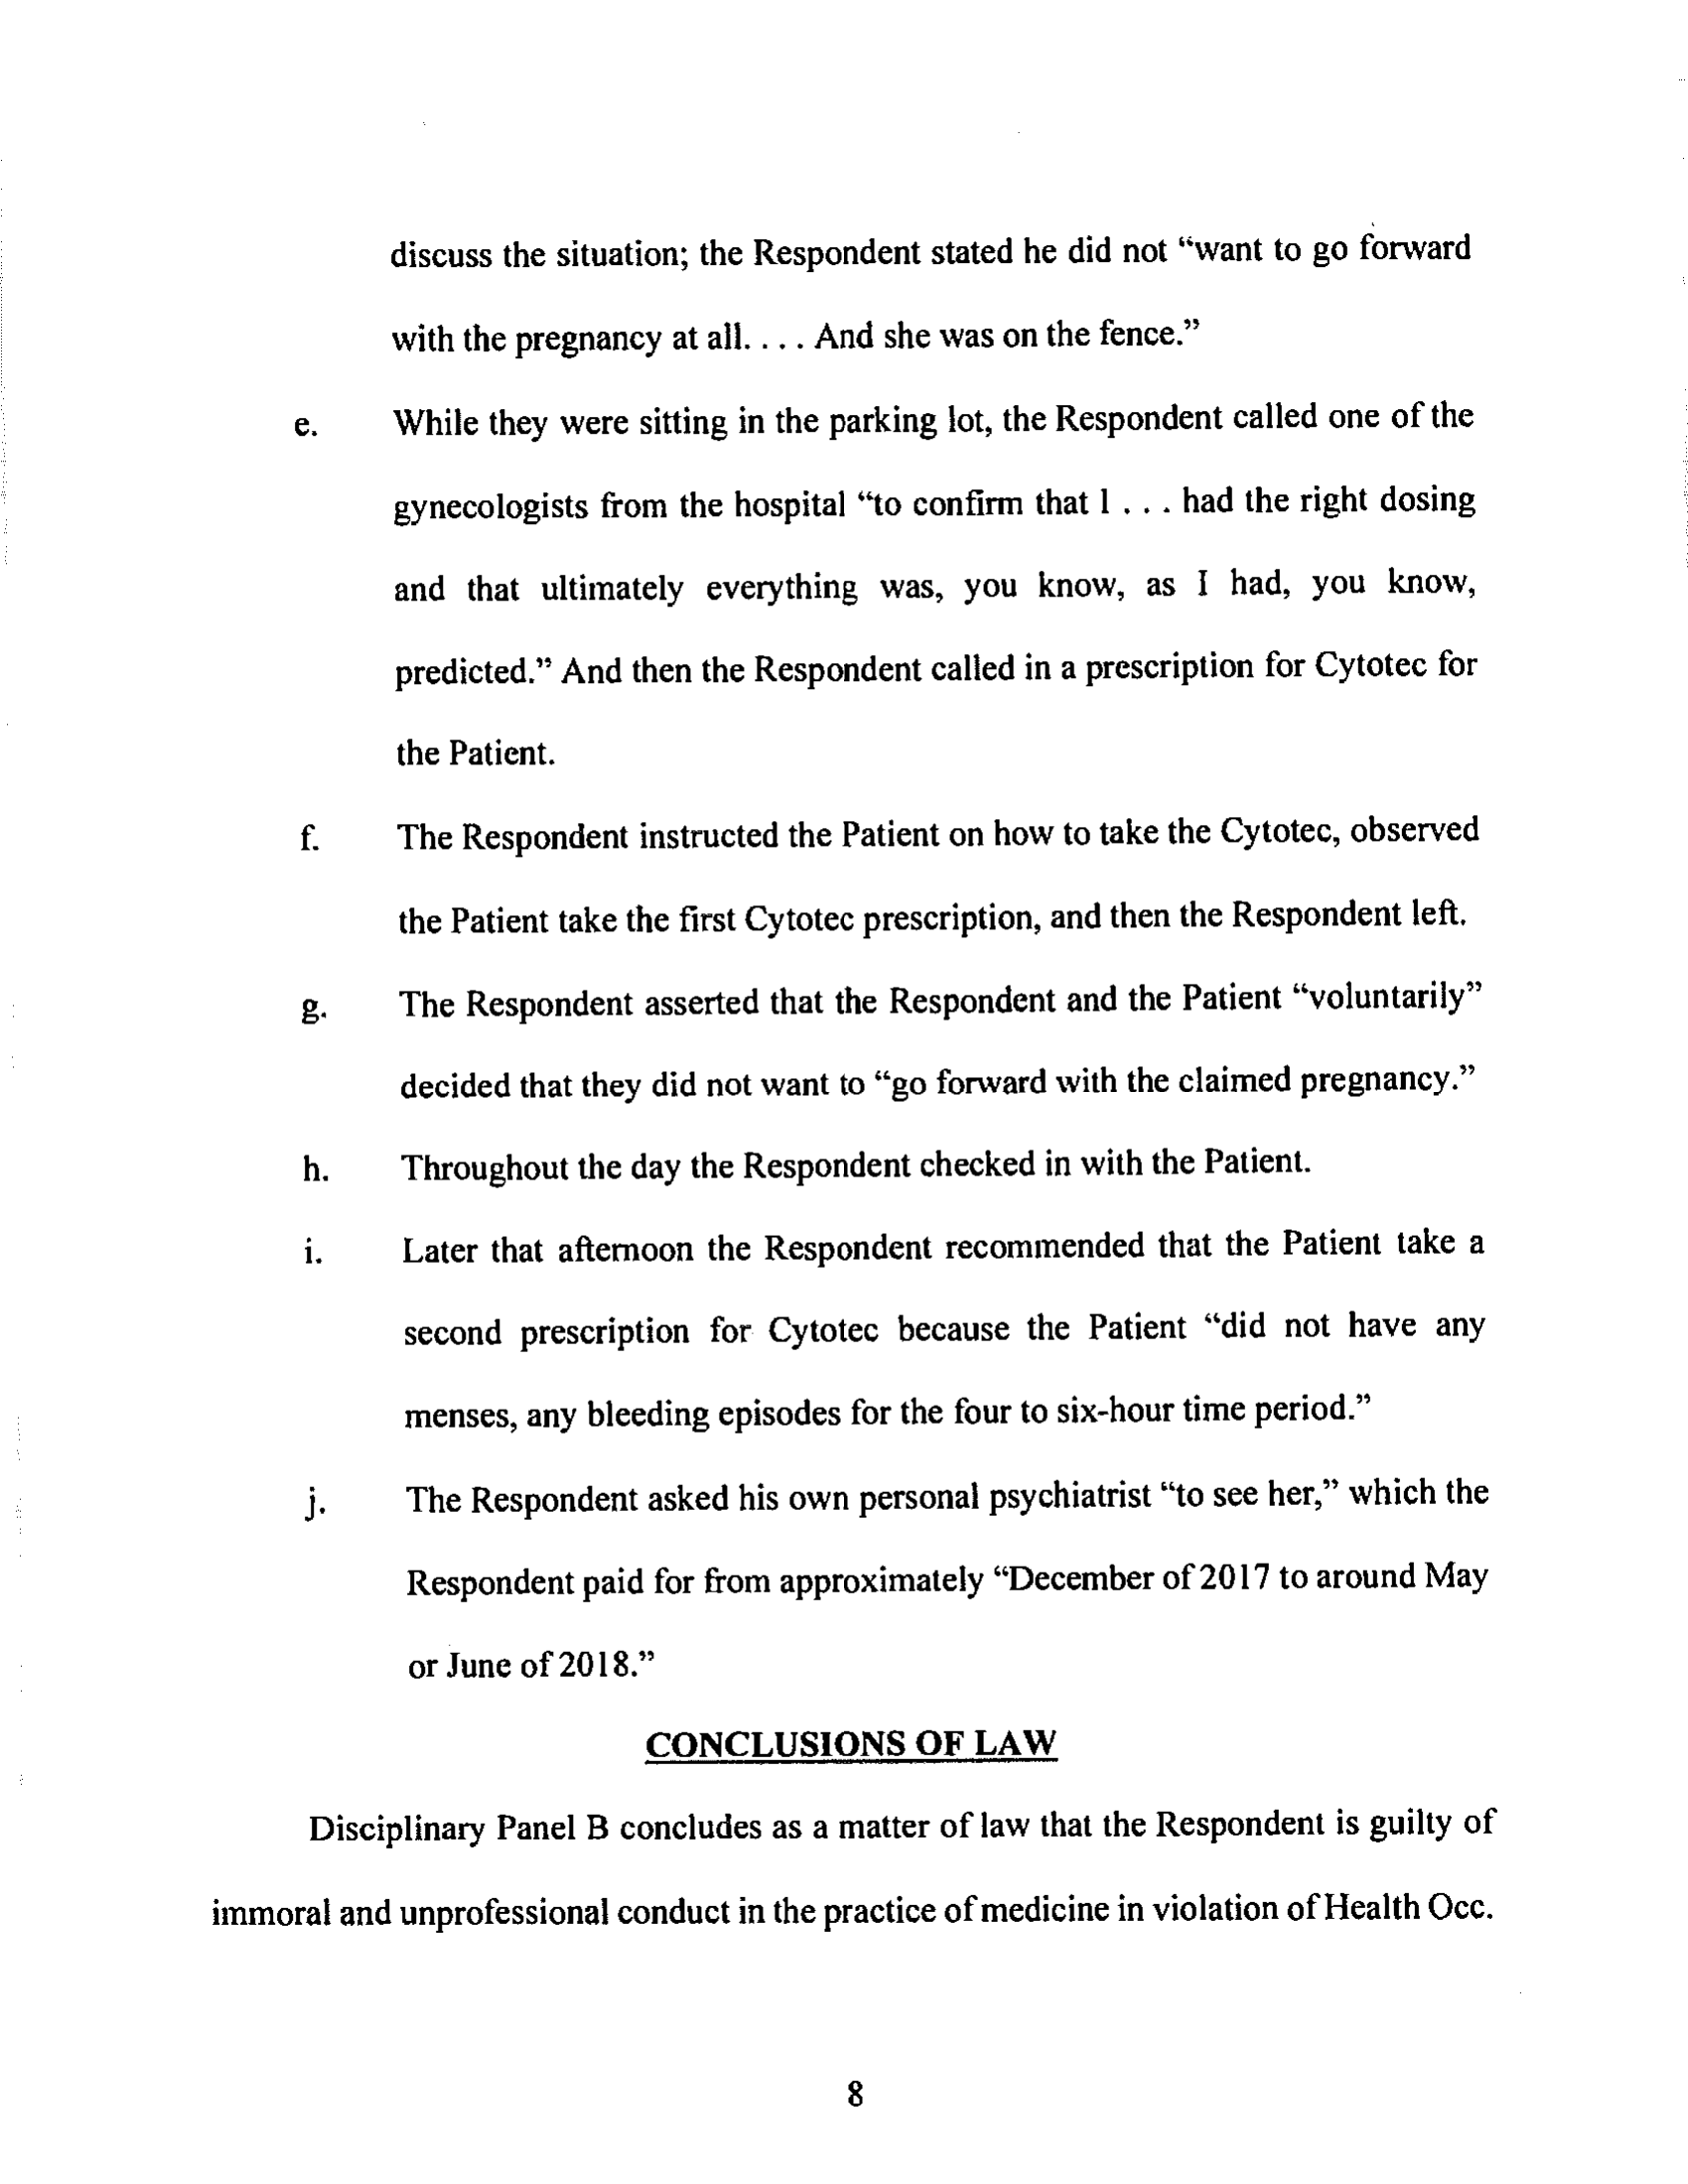 discuss the situation; the Respondent stated he did not “want to go forward
with the pregnancy at all. . . . And she was on the fence.”
e. While they were sitting in the parking lot, the Respondent called one of the
gynecologists from the hospital “to confirm that I . . . had the right dosing
and that ultimately everything was, you know, as I had, you know,
predicted.” And then the Respondent called in a prescription for Cytotec for
the Patient.
f. The Respondent instructed the Patient on how to take the Cytotec, observed
the Patient take the first Cytotec prescription, and then the Respondent left.
g. The Respondent asserted that the Respondent and the Patient “voluntarily”
decided that they did not want to “go forward with the claimed pregnancy.”
h. Throughout the day the Respondent checked in with the Patient.
i. Later that afternoon the Respondent recommended that the Patient take a
second prescription for Cytotec because the Patient “did not have any
menses, any bleeding episodes for the four to six-hour time period.”
j. The Respondent asked his own personal psychiatrist “to see her,” which the
Respondent paid for from approximately “December of 2017 to around May
or June of 2018.”
CONCLUSIONS OF LAW
Disciplinary Panel B concludes as a matter of law that the Respondent is guilty of
immoral and unprofessional conduct in the practice of medicine in violation of Health Occ.
8